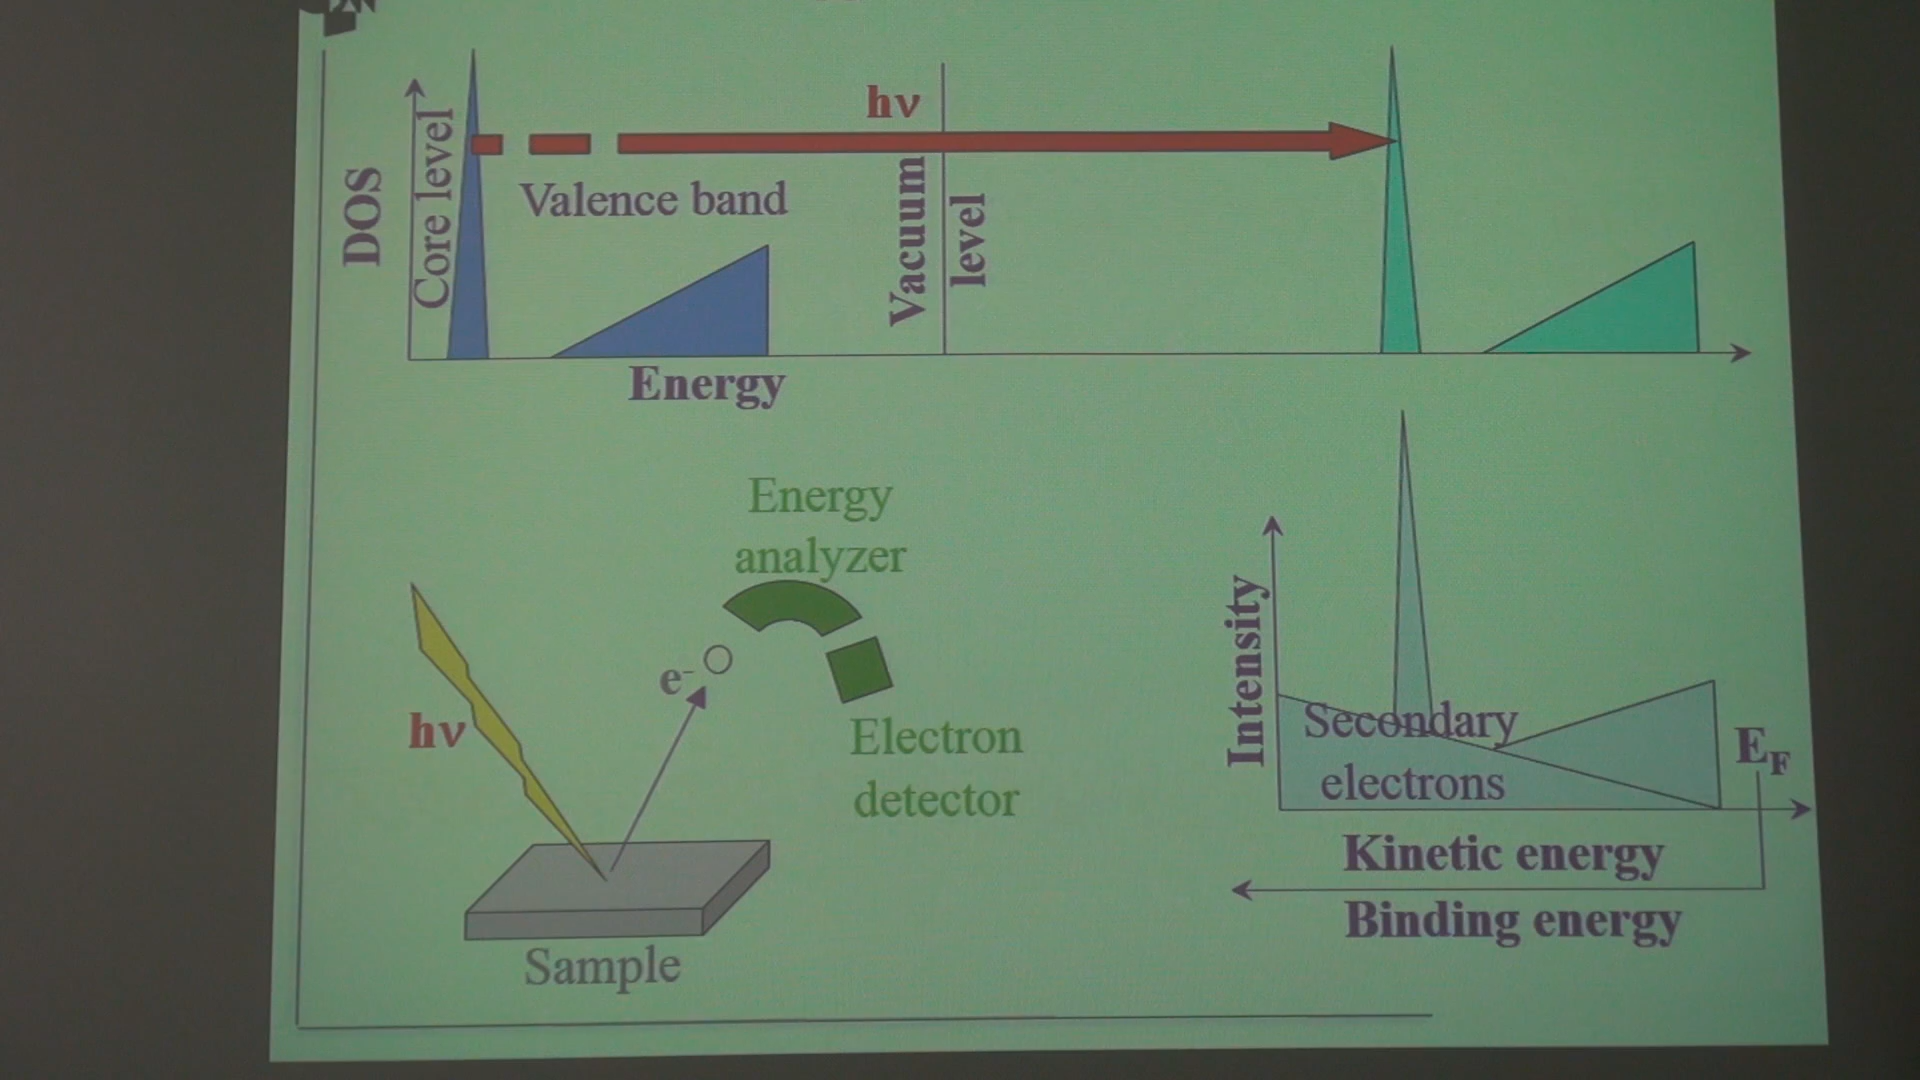 hν
DOS
Core level
Valence band
Vacuum
level
Energy
Energy
analyzer
e-
hν
Electron
detector
Sample
Intensity
Secondary
electrons
EF
Kinetic energy
Binding energy